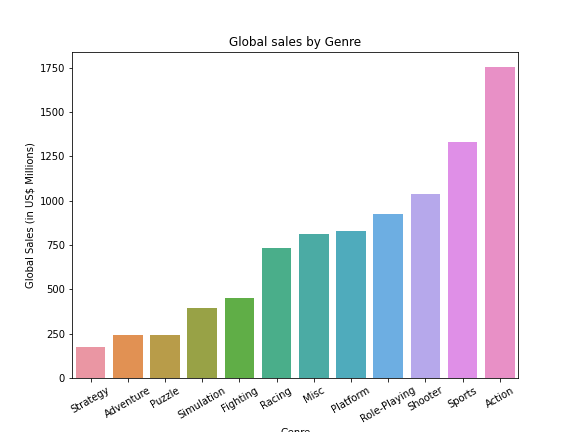 Global sales by Genre
Global Sales (in US$ Millions)
1750
1500
1250
1000
750
500
250
0
Strategy
Adventure
Puzzle
Simulation
Fighting
Racing
Misc
Platform
Role-Playing
Shooter
Sports
Action
Genre